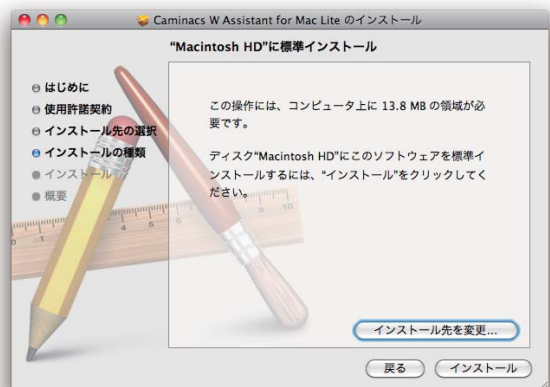 Caminacs W Assistant for Mac Lite のインストール
“Macintosh HD”に標準インストール
はじめに
使用許諾契約
インストール先の選択
インストールの種類
インストール
概要
この操作には、コンピュータ上に 13.8 MB の領域が必
要です。
ディスク“Macintosh HD”にこのソフトウェアを標準イ
ンストールするには、“インストール”をクリックしてく
ださい。
インストール先を変更...
戻る
インストール